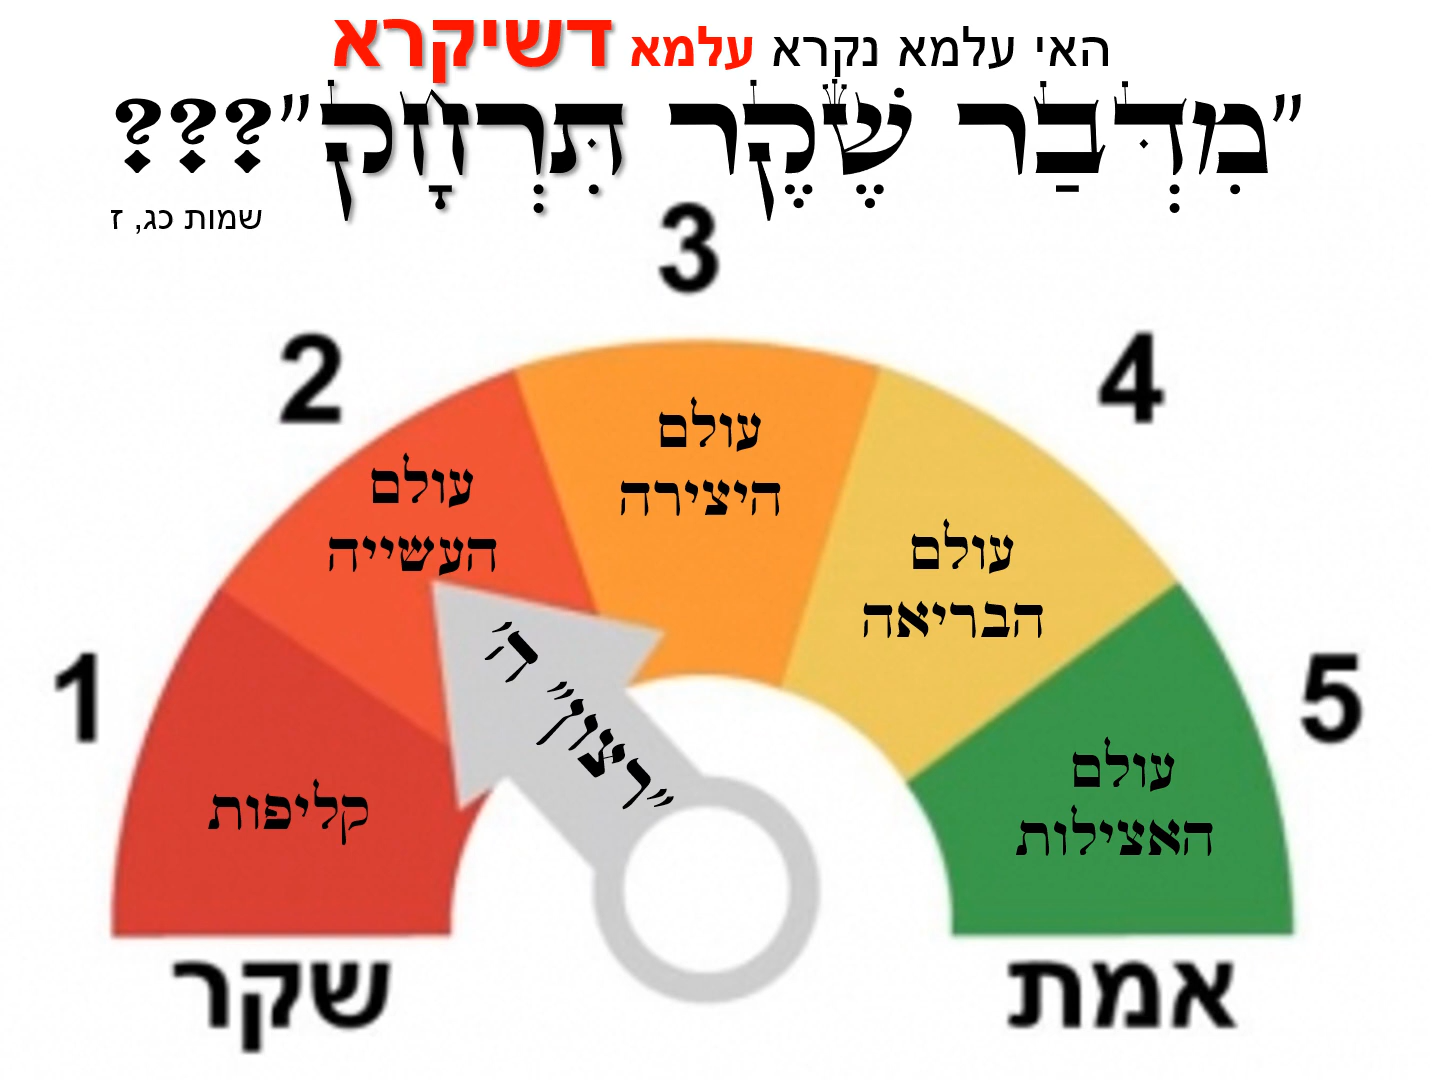 האי עלמא נקרא עלמא דשיקרא
"מִדְּבַר שֶׁקֶר תִּרְחָק"???
שמות כג, ז
3
2
4
עולם
היצירה
עולם
העשייה
עולם
הבריאה
1
5
"רצון" ה'
קליפות
עולם
האצילות
שקר
אמת